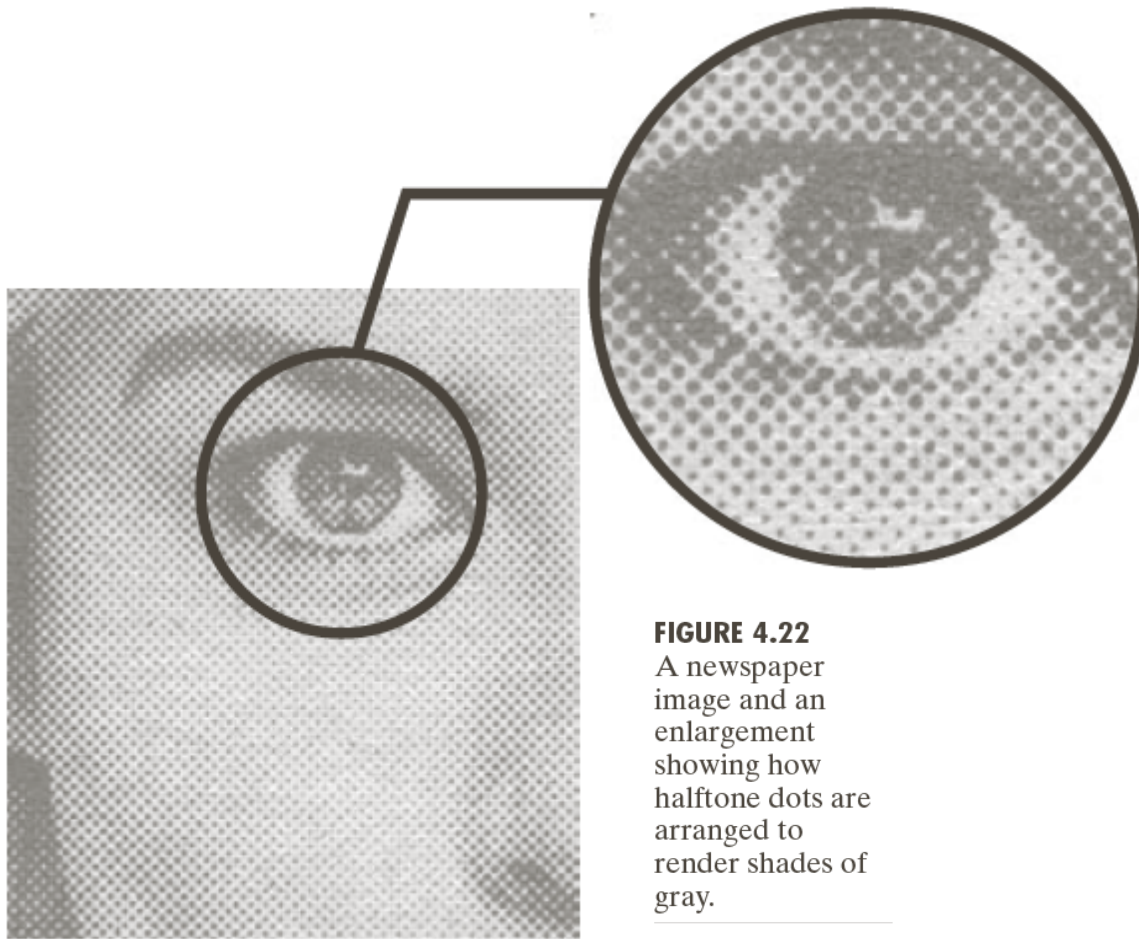 FIGURE 4.22
A newspaper
image and an
enlargement
showing how
halftone dots are
arranged to
render shades of
gray.